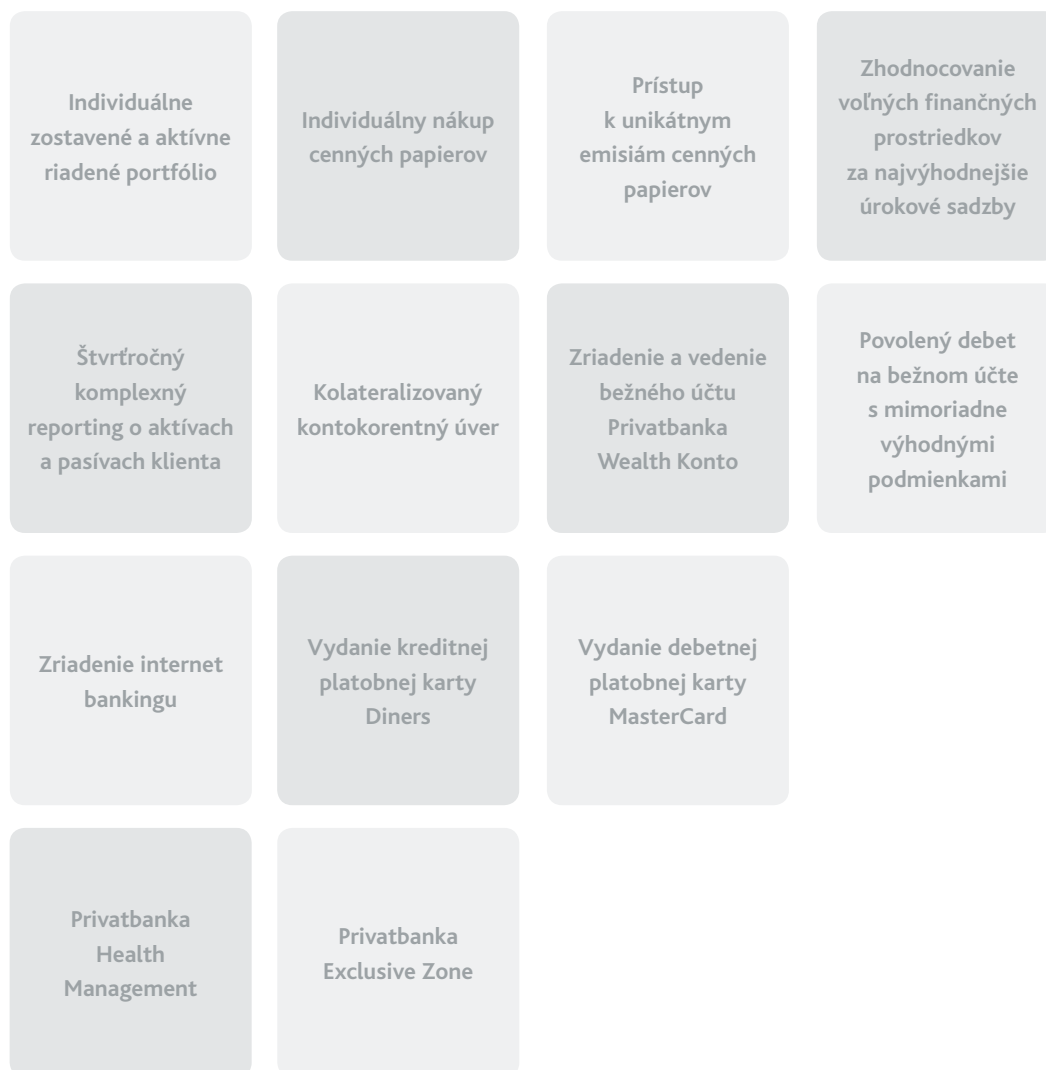 Individuálne
zostavené a aktívne
riadené portfólio
Individuálny nákup
cenných papierov
Prístup
k unikátnym
emisiám cenných
papierov
Zhodnocovanie
voľných finančných
prostriedkov
za najvýhodnejšie
úrokové sadzby
Štvrťročný
komplexný
reporting o aktívach
a pasívach klienta
Kolateralizovaný
kontokorentný úver
Zriadenie a vedenie
bežného účtu
Privatbanka
Wealth Konto
Povolený debet
na bežnom účte
s mimoriadne
výhodnými
podmienkami
Zriadenie internet
bankingu
Vydanie kreditnej
platobnej karty
Diners
Vydanie debetnej
platobnej karty
MasterCard
Privatbanka
Health
Management
Privatbanka
Exclusive Zone